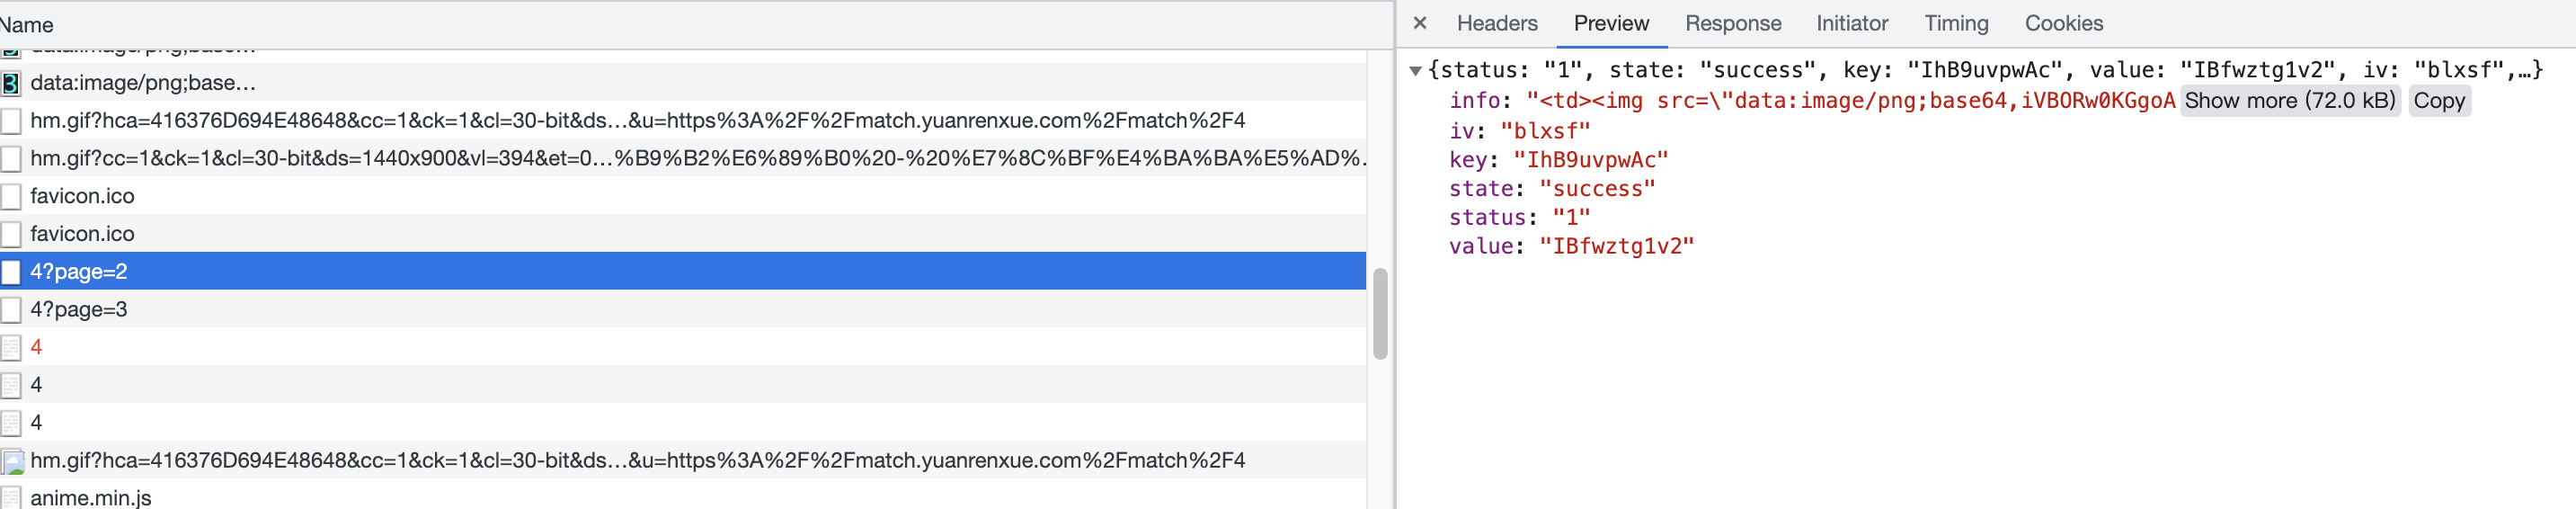 Name
data:image/png;base...
data:image/png;base...
hm.gif?hca=416376D694E48648&cc=1&ck=1&cl=30-bit&ds...&u=https%3A%2F%2Fmatch.yuanrenxue.com%2Fmatch%2F4
hm.gif?cc=1&ck=1&cl=30-bit&ds=1440x900&vl=394&et=0...%B9%B2%E6%89%B0%20-%20%E7%8C%BF%E4%BA%BA%E5%AD%.
favicon.ico
favicon.ico
4?page=2
4?page=3
4
4
4
hm.gif?hca=416376D694E48648&cc=1&ck=1&cl=30-bit&ds...&u=https%3A%2F%2Fmatch.yuanrenxue.com%2Fmatch%2F4
anime.min.js
× Headers Preview Response Initiator Timing Cookies
▼{status: "1", state: "success", key: "IhB9uvpwAc", value: "IBfwztg1v2", iv: "blxsf",…}
info: "<td><img src=\"data:image/png;base64,iVBORw0KGgoA Show more (72.0 kB) Copy
iv: "blxsf"
key: "IhB9uvpwAc"
state: "success"
status: "1"
value: "IBfwztg1v2"